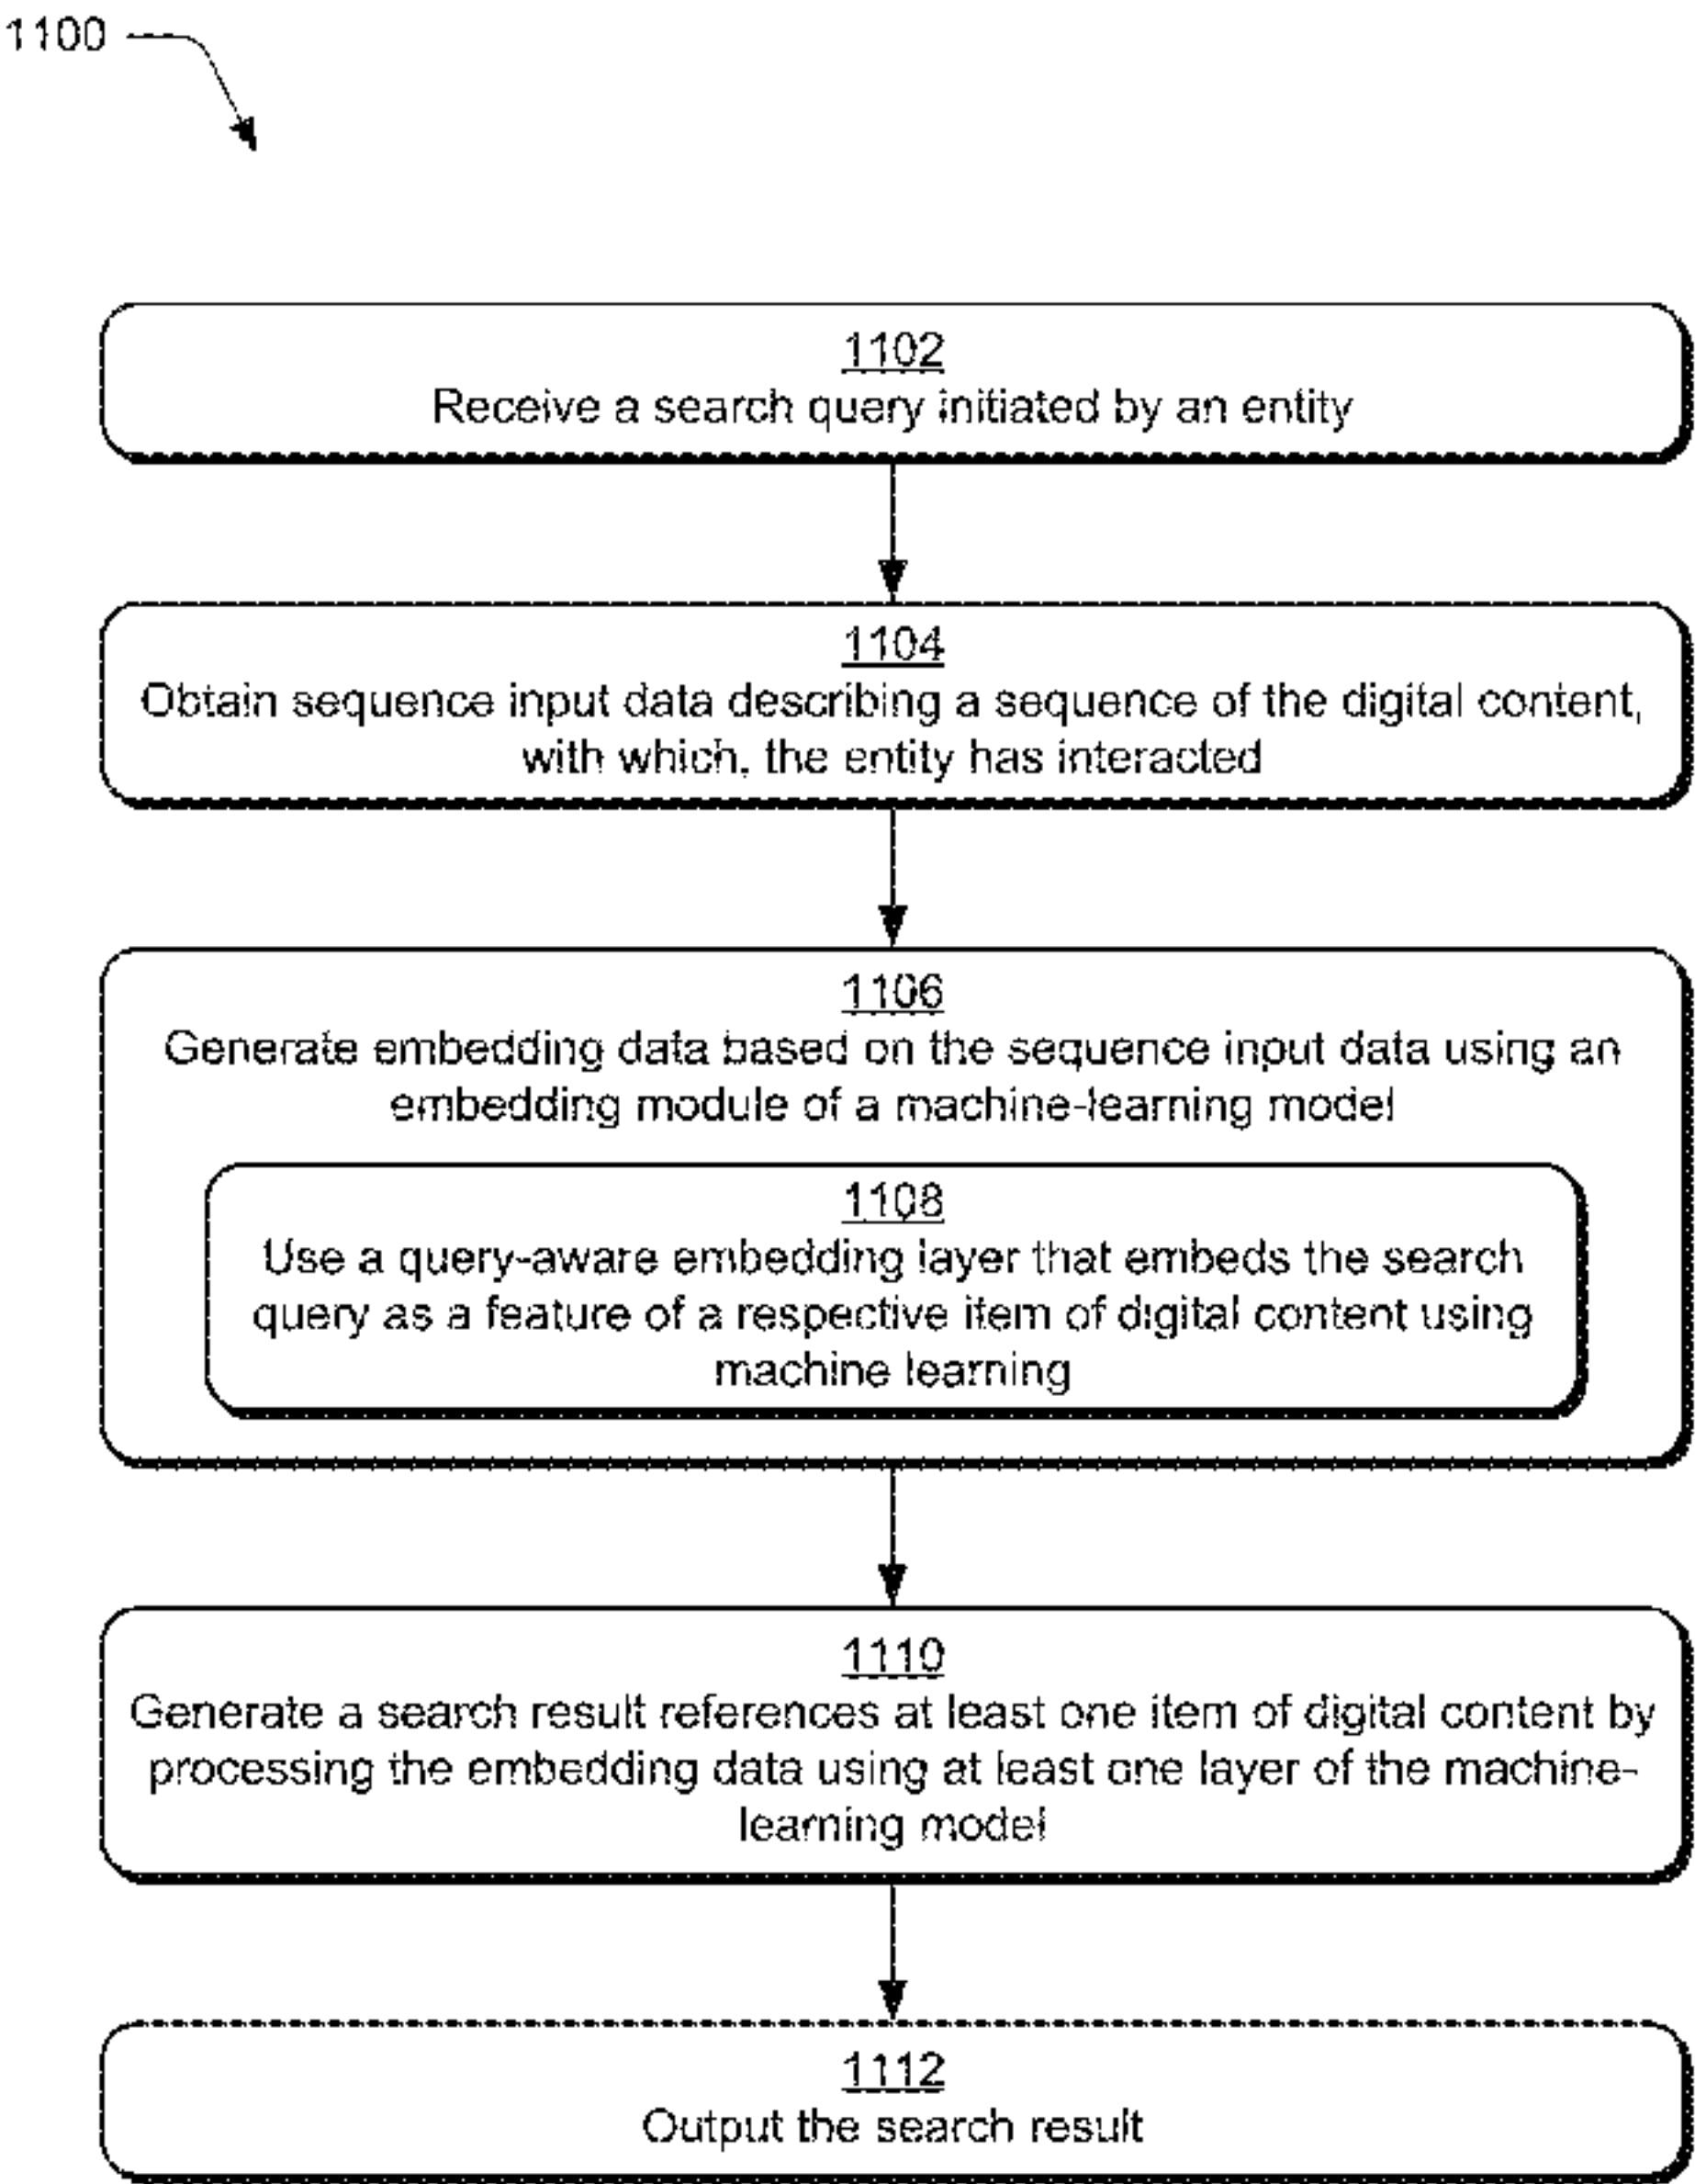 1100
1102
Receive a search query initiated by an entity
1104
Obtain sequence input data describing a sequence of the digital content,
with which, the entity has interacted
1106
Generate embedding data based on the sequence input data using an
embedding module of a machine-learning model
1108
Use a query-aware embedding layer that embeds the search
query as a feature of a respective item of digital content using
machine learning
1110
Generate a search result references at least one item of digital content by
processing the embedding data using at least one layer of the machine-
learning model
1112
Output the search result